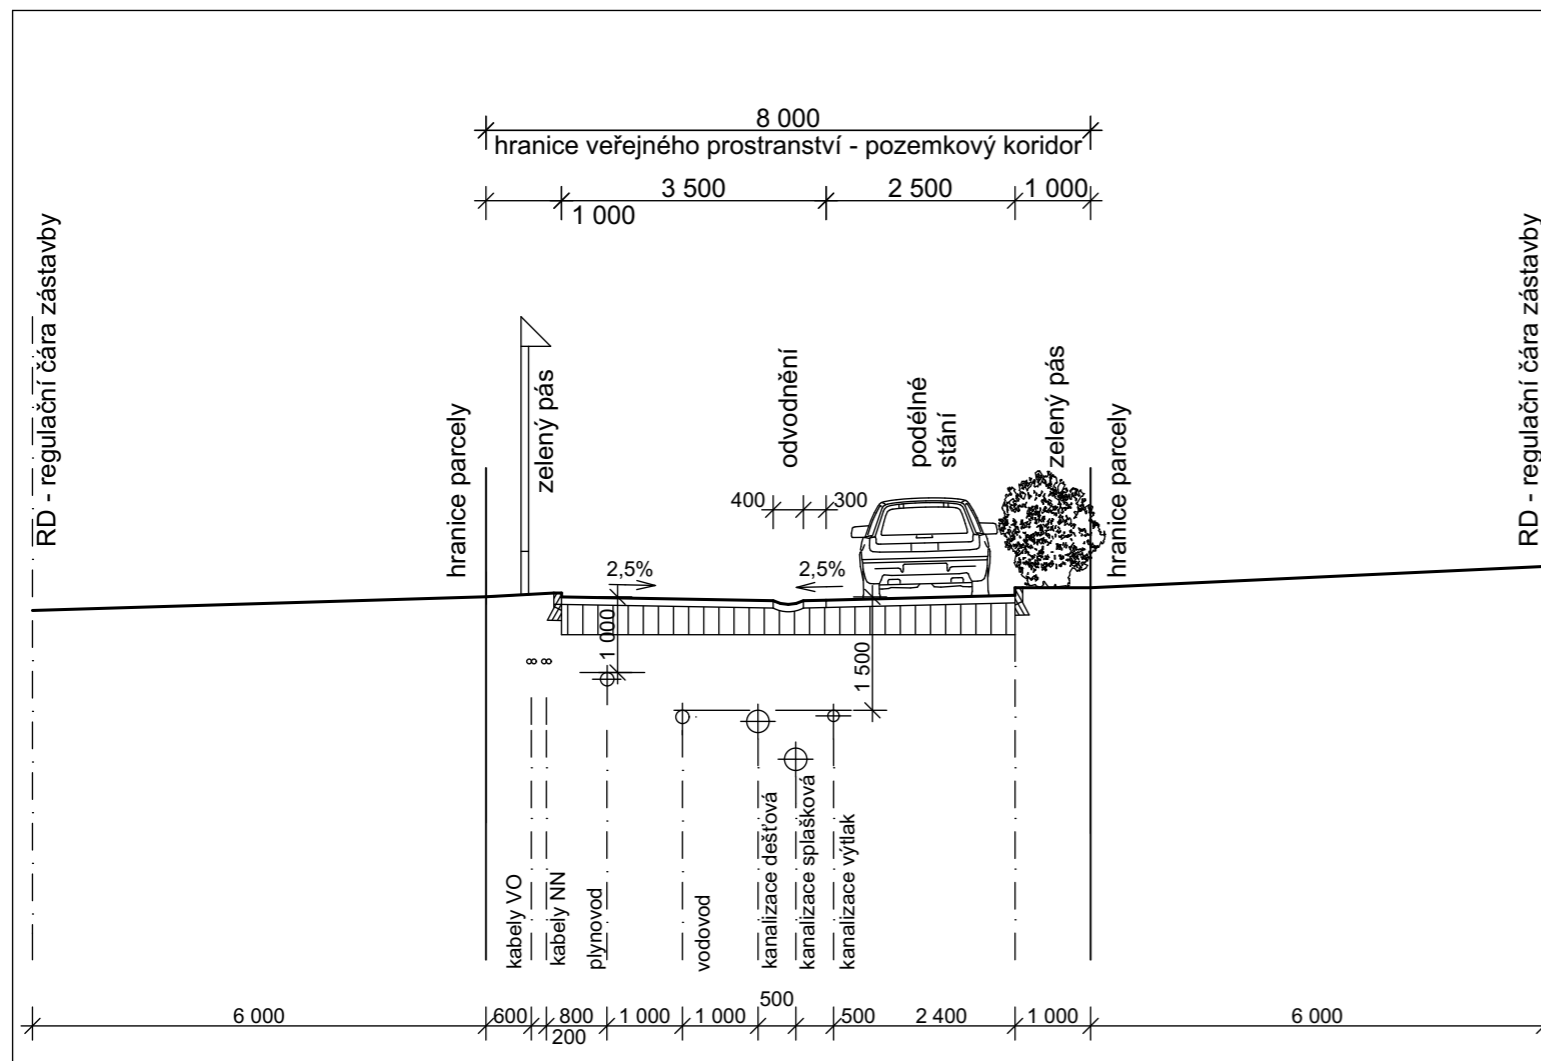 8 000
hranice veřejného prostranství - pozemkový koridor
3 500
2 500
1 000
1 000
RD - regulační čára zástavby
hranice parcely
zelený pás
odvodnění
podélné
stání
zelený pás
hranice parcely
RD - regulační čára zástavby
400
300
2,5%
2,5%
1 000
1 500
kabely VO
kabely NN
plynovod
vodovod
kanalizace dešťová
kanalizace splašková
kanalizace výtlak
6 000
600
800
200
1 000
1 000
500
500
2 400
1 000
6 000